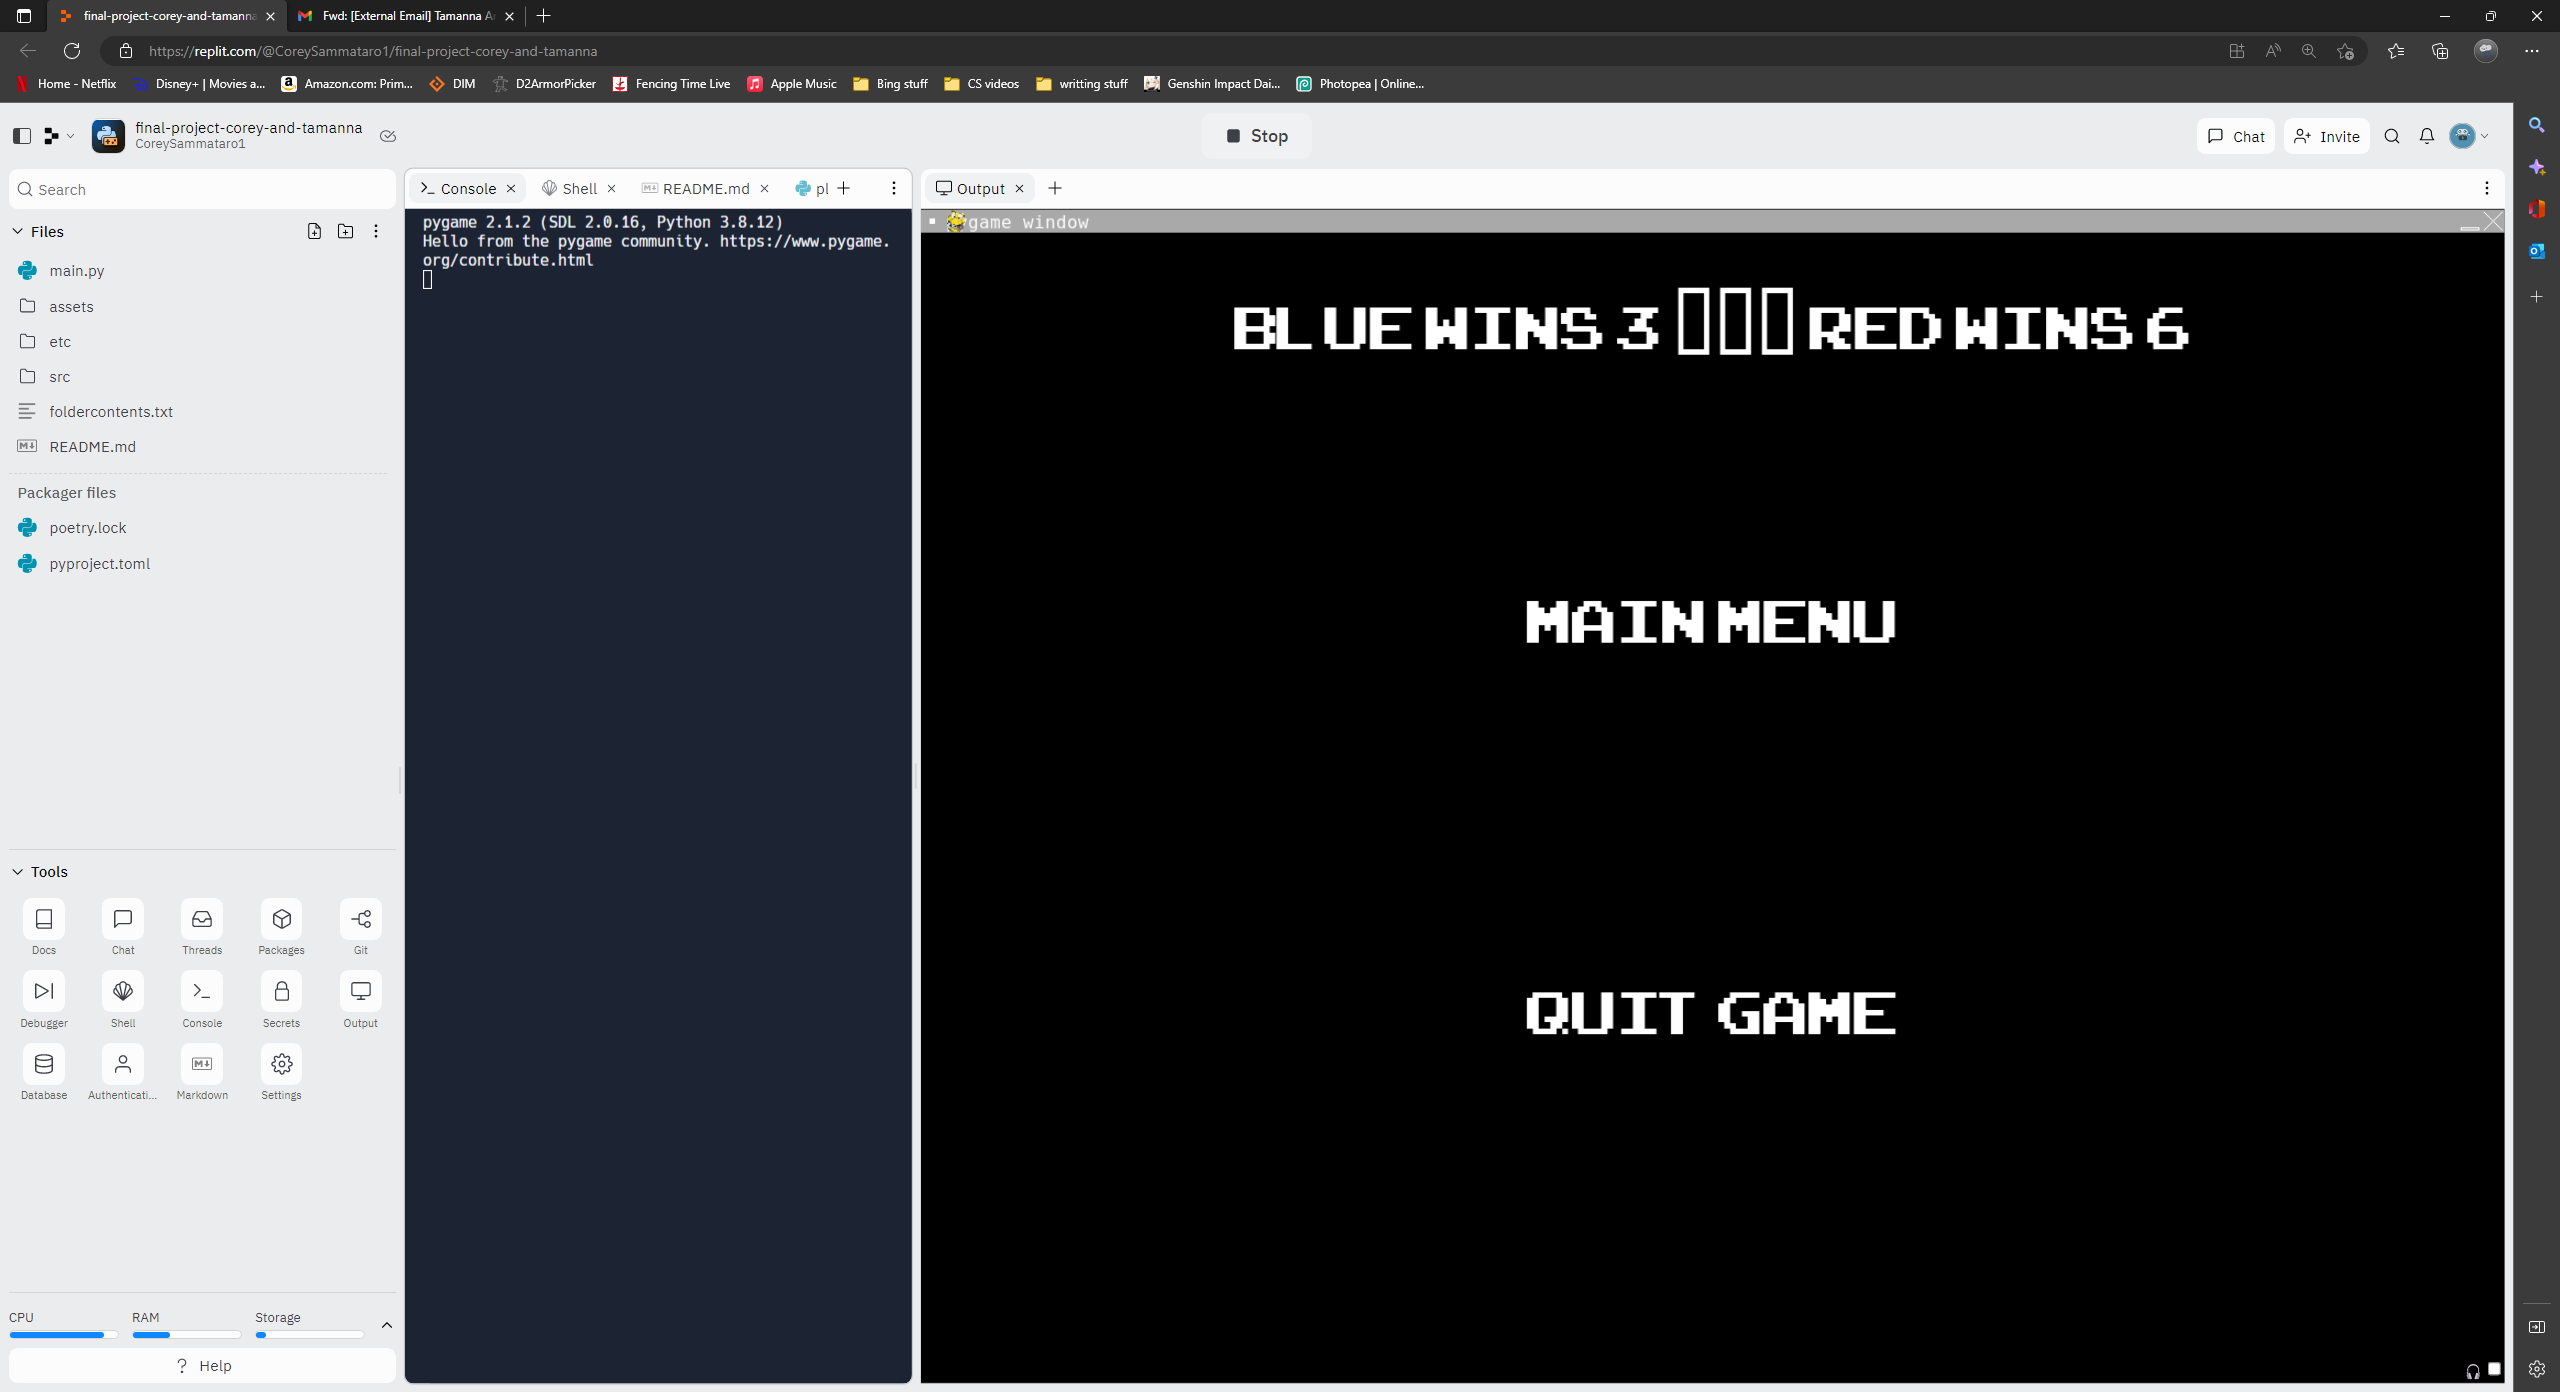 final-project-corey-and-tamanna
Fwd: [External Email] Tamanna A
https://replit.com/@CoreySammataro1/final-project-corey-and-tamanna
Home - Netflix
Disney+ | Movies a...
Amazon.com: Prim...
DIM
D2ArmorPicker
Fencing Time Live
Apple Music
Bing stuff
CS videos
writting stuff
Genshin Impact Dai...
Photopea | Online...
final-project-corey-and-tamanna
CoreySammataro1
Stop
Chat
Invite
Search
Files
main.py
assets
etc
src
foldercontents.txt
README.md
Packager files
poetry.lock
pyproject.toml
Tools
Docs
Chat
Threads
Packages
Git
Debugger
Shell
Console
Secrets
Output
Database
Authenticati...
Markdown
Settings
CPU
RAM
Storage
? Help
Console
Shell
README.md
pl
pygame 2.1.2 (SDL 2.0.16, Python 3.8.12)
Hello from the pygame community. https://www.pygame.
org/contribute.html
Output
game window
BLUE WINS 3 ▯▯▯ RED WINS 6
MAIN MENU
QUIT GAME